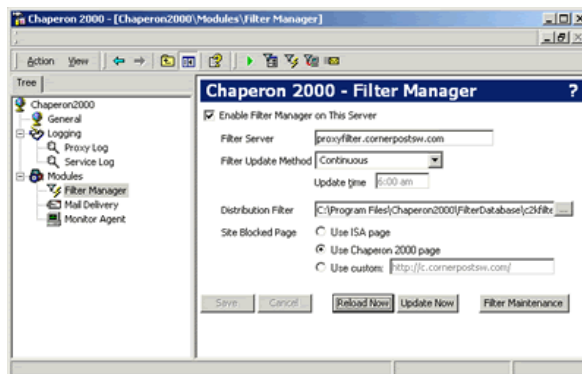 Chaperon 2000 - [Chaperon2000\Modules\Filter Manager]
Action View
Tree
Chaperon2000
General
Logging
Proxy Log
Service Log
Modules
Filter Manager
Mail Delivery
Monitor Agent
Chaperon 2000 - Filter Manager ?
Enable Filter Manager on This Server
Filter Server proxyfilter.cornerpostsw.com
Filter Update Method Continuous
Update time 6:00 am
Distribution Filter C:\Program Files\Chaperon2000\FilterDatabase\c2kfilte ...
Site Blocked Page Use ISA page
Use Chaperon 2000 page
Use custom: http://c.cornerpostsw.com/
Save Cancel Reload Now Update Now Filter Maintenance